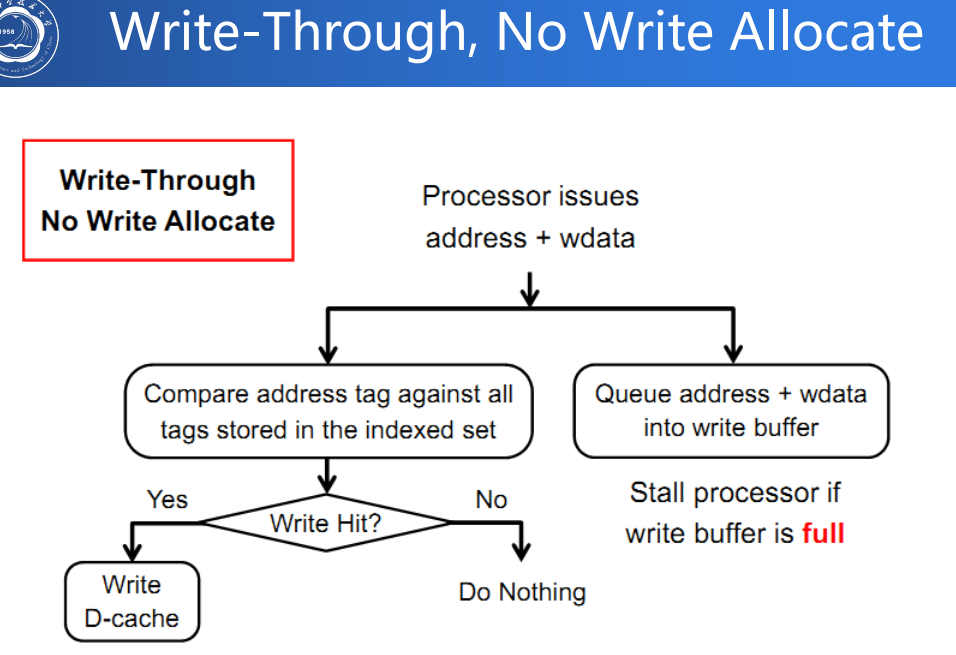 Write-Through, No Write Allocate
1958
Write-Through
No Write Allocate
Processor issues
address + wdata
Compare address tag against all
tags stored in the indexed set
Queue address + wdata
into write buffer
Yes
Write Hit?
No
Stall processor if
write buffer is full
Write
D-cache
Do Nothing